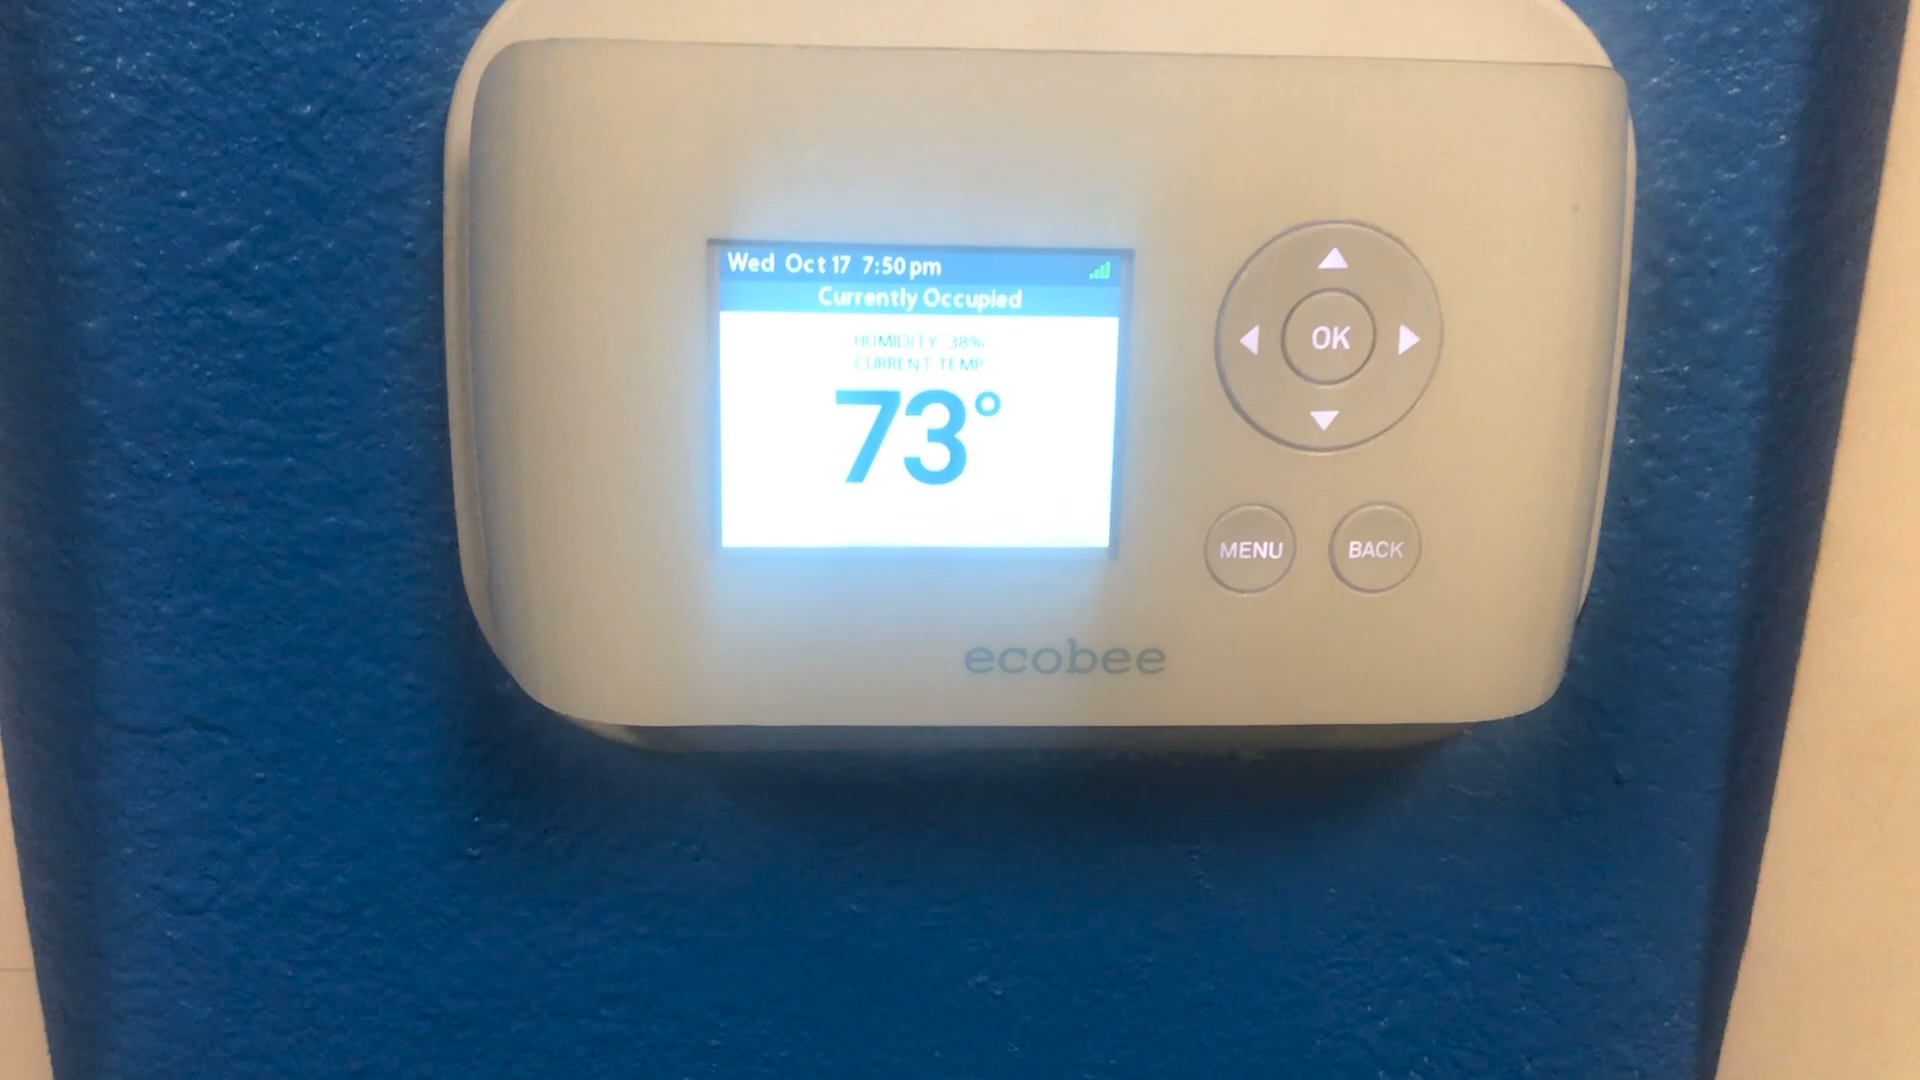 Wed Oct 17 7:50 pm
Currently Occupied
HUMIDITY 38%
CURRENT TEMP
73°
OK
MENU BACK
ecobee